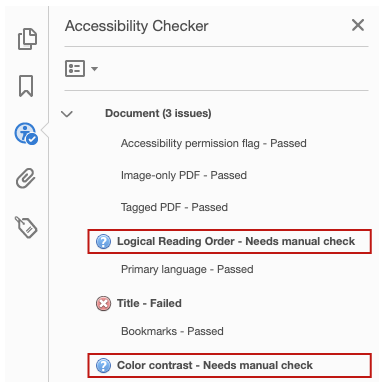 Accessibility Checker
Document (3 issues)
Accessibility permission flag - Passed
Image-only PDF - Passed
Tagged PDF - Passed
Logical Reading Order - Needs manual check
Primary language - Passed
Title - Failed
Bookmarks - Passed
Color contrast - Needs manual check